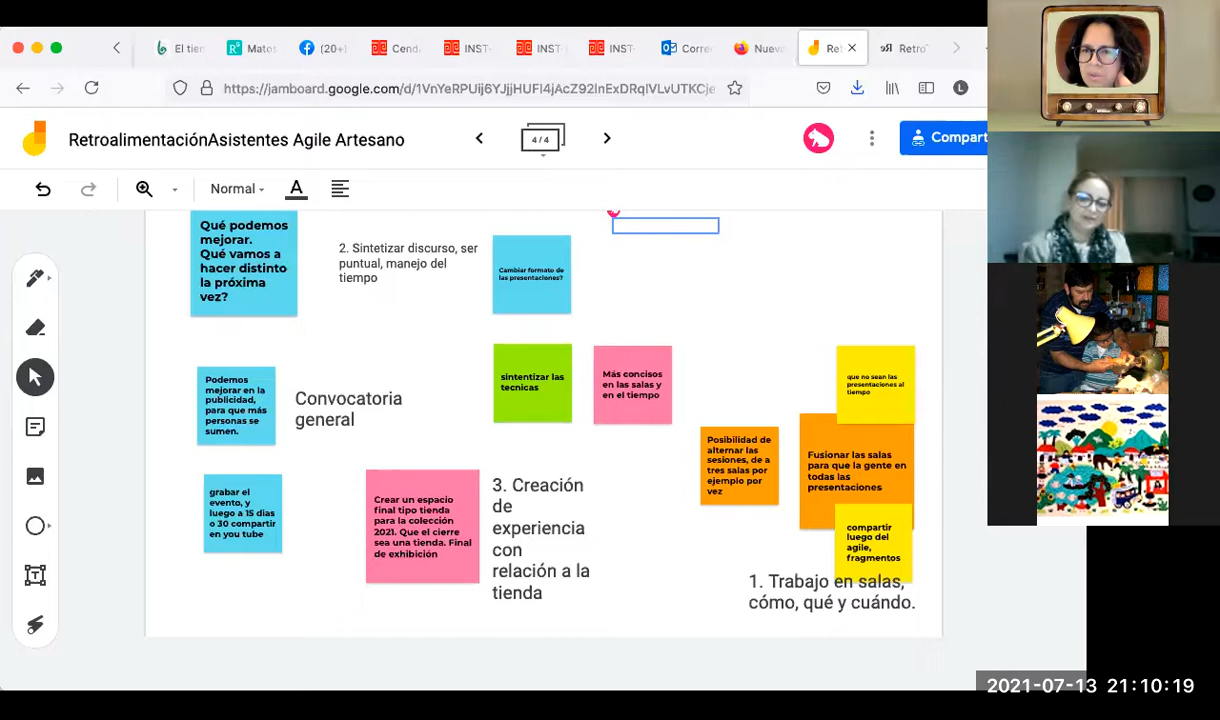 El tien
Matos
(20+)
Cend
INST-
INST-
INST-
Corre
Nueva
Re
RetroT
https://jamboard.google.com/d/1VnYeRPUij6YJjjHUFl4jAcZ92lnExDRqlVLvUTKCje
L
RetroalimentaciónAsistentes Agile Artesano
4 / 4
Compart
Normal
A
Qué podemos
mejorar.
Qué vamos a
hacer distinto
la próxima
vez?
2. Sintetizar discurso, ser
puntual, manejo del
tiempo
Cambiar formato de
las presentaciones?
Podemos
mejorar en la
publicidad,
para que más
personas se
sumen.
Convocatoria
general
sintentizar las
tecnicas
Más concisos
en las salas y
en el tiempo
que no sean las
presentaciones al
tiempo
Posibilidad de
alternar las
sesiones, de a
tres salas por
ejemplo por
vez
Fusionar las salas
para que la gente en
todas las
presentaciones
grabar el
evento, y
luego a 15 dias
o 30 compartir
en you tube
Crear un espacio
final tipo tienda
para la colección
2021. Que el cierre
sea una tienda. Final
de exhibición
3. Creación
de
experiencia
con
relación a la
tienda
compartir
luego del
agile,
fragmentos
1. Trabajo en salas,
cómo, qué y cuándo.
2021-07-13 21:10:19